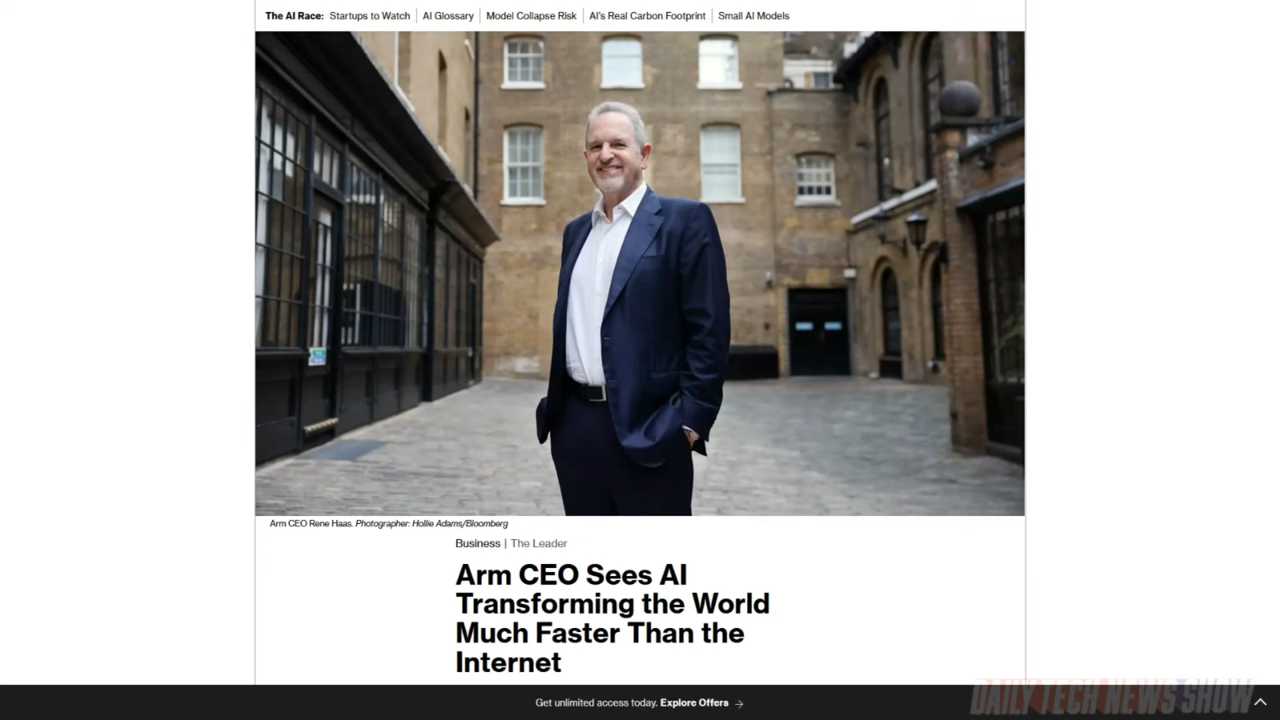 The AI Race: Startups to Watch AI Glossary Model Collapse Risk AI's Real Carbon Footprint Small AI Models
Arm CEO Rene Haas. Photographer: Hollie Adams/Bloomberg
Business | The Leader
Arm CEO Sees AI
Transforming the World
Much Faster Than the
Internet
Get unlimited access today. Explore Offers →
DAILY TECH NEWS SHOW